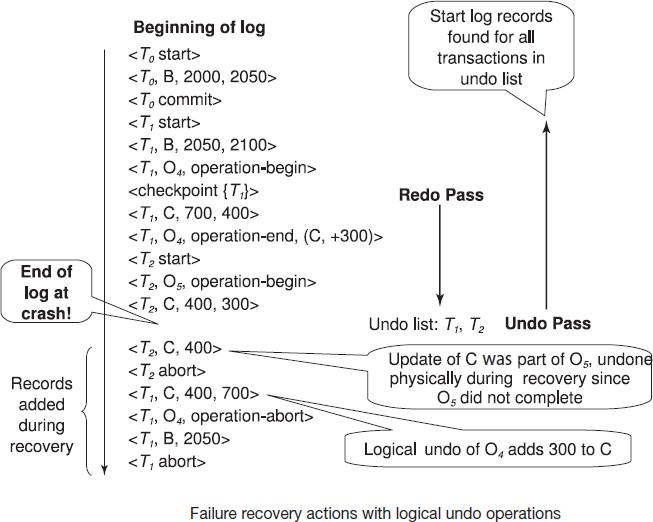 Beginning of log
<T0 start>
<T0, B, 2000, 2050>
<T0 commit>
<T1 start>
<T1, B, 2050, 2100>
<T1, O4, operation-begin>
<checkpoint {T1}>
<T1, C, 700, 400>
<T1, O4, operation-end, (C, +300)>
<T2 start>
<T2, O5, operation-begin>
<T2, C, 400, 300>
End of
log at
crash!
Start log records
found for all
transactions in
undo list
Redo Pass
Undo list: T1, T2
Undo Pass
Records
added
during
recovery
<T2, C, 400>
<T2 abort>
<T1, C, 400, 700>
<T1, O4, operation-abort>
<T1, B, 2050>
<T1 abort>
Update of C was part of O5, undone
physically during recovery since
O5 did not complete
Logical undo of O4 adds 300 to C
Failure recovery actions with logical undo operations